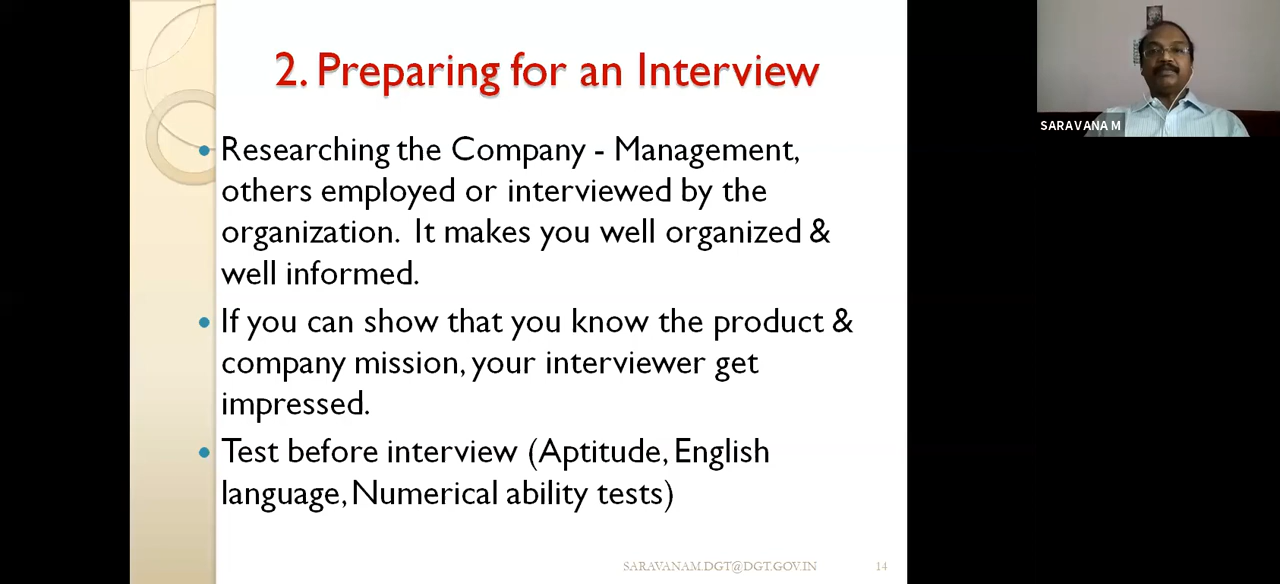 2. Preparing for an Interview
Researching the Company - Management,
others employed or interviewed by the
organization. It makes you well organized &
well informed.
If you can show that you know the product &
company mission, your interviewer get
impressed.
Test before interview (Aptitude, English
language, Numerical ability tests)
SARAVANAM.DGT@DGT.GOV.IN 14
SARAVANA M